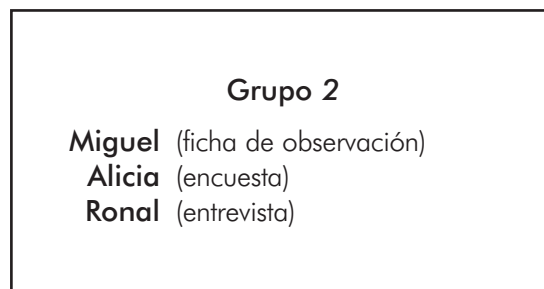 Grupo 2
Miguel (ficha de observación)
Alicia (encuesta)
Ronal (entrevista)